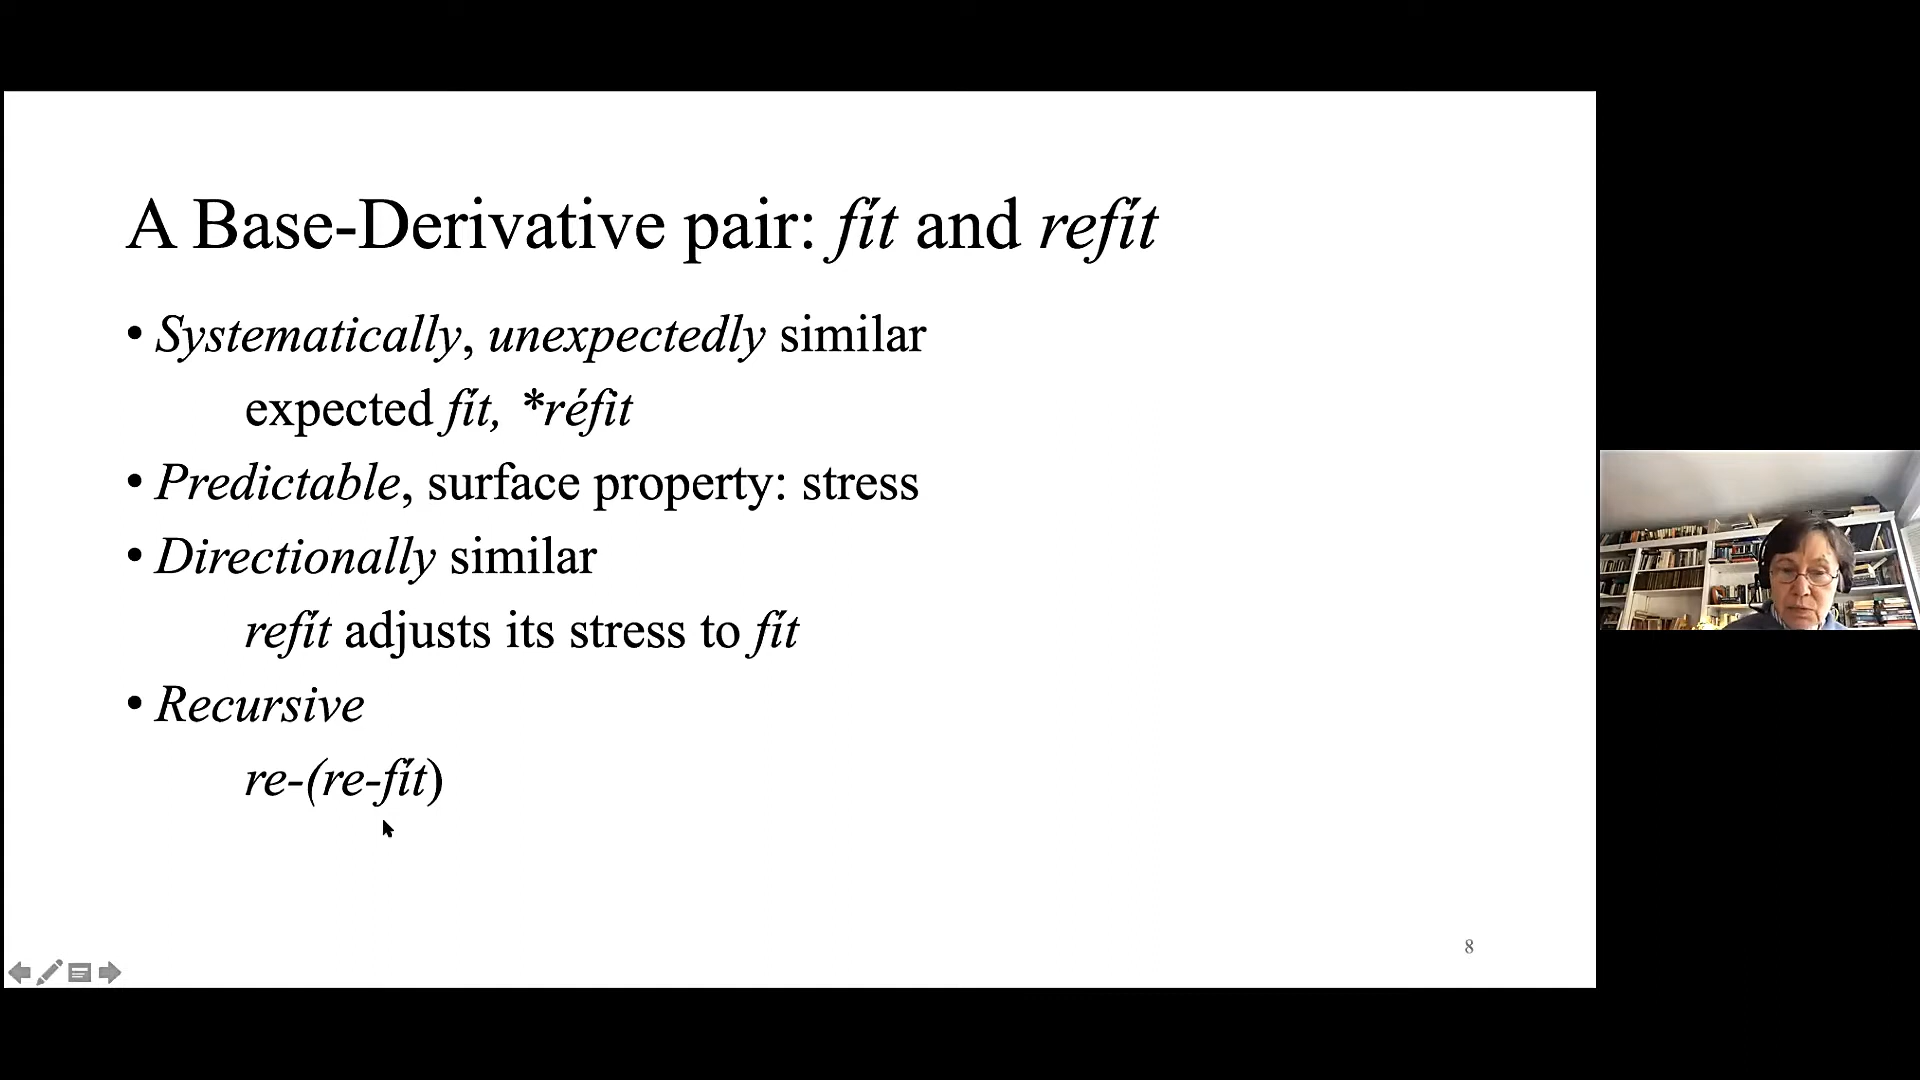 A Base-Derivative pair: fít and refít
• Systematically, unexpectedly similar
expected fít, *réfit
• Predictable, surface property: stress
• Directionally similar
refít adjusts its stress to fít
• Recursive
re-(re-fít)
8